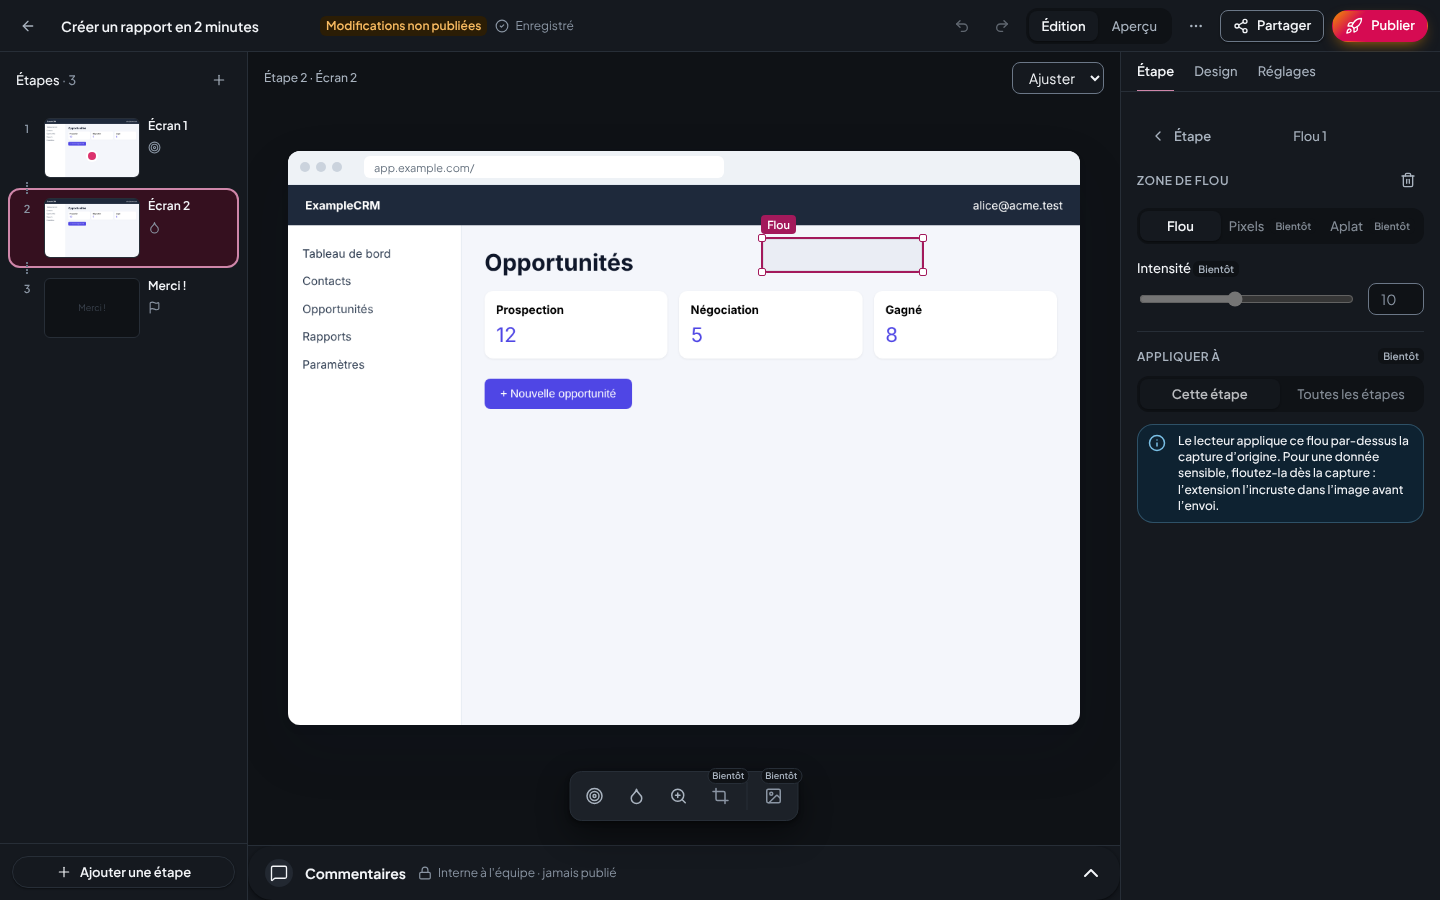 Créer un rapport en 2 minutes
Modifications non publiées
Enregistré
Édition
Aperçu
Partager
Publier
Étapes · 3
1
Écran 1
2
Écran 2
3
Merci !
Merci !
Ajouter une étape
Étape 2 · Écran 2
Ajuster
app.example.com/
ExampleCRM
alice@acme.test
Tableau de bord
Contacts
Opportunités
Rapports
Paramètres
Flou
Opportunités
Prospection
12
Négociation
5
Gagné
8
+ Nouvelle opportunité
Bientôt
Bientôt
Commentaires
Interne à l'équipe · jamais publié
Étape
Design
Réglages
Étape
Flou 1
ZONE DE FLOU
Flou
Pixels
Bientôt
Aplat
Bientôt
Intensité
Bientôt
10
APPLIQUER À
Bientôt
Cette étape
Toutes les étapes
Le lecteur applique ce flou par-dessus la
capture d'origine. Pour une donnée
sensible, floutez-la dès la capture :
l'extension l'incruste dans l'image avant
l'envoi.